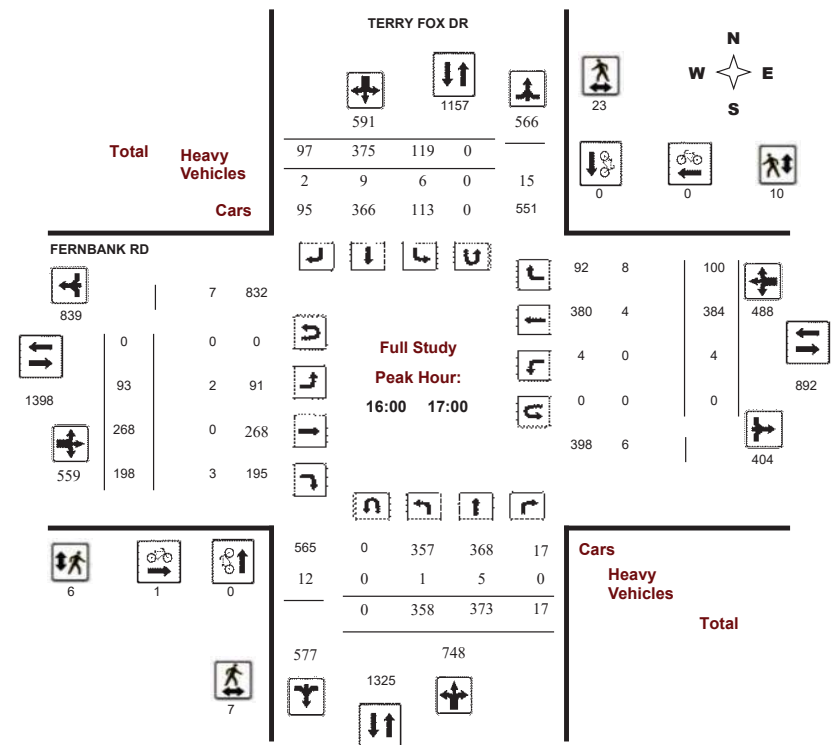 TERRY FOX DR
N
W E
S
591
1157
566
23
97 375 119 0
2 9 6 0 15
95 366 113 0 551
Total
Heavy
Vehicles
Cars
0
0
10
FERNBANK RD
839
7 832
1398
0 0 0
93 2 91
268 0 268
559
198 3 195
Full Study
Peak Hour:
16:00 17:00
92 8 100
488
380 4 384
4 0 4
892
0 0 0
398 6
404
6
1
0
7
565 0 357 368 17
12 0 1 5 0
0 358 373 17
577
1325
748
Cars
Heavy
Vehicles
Total